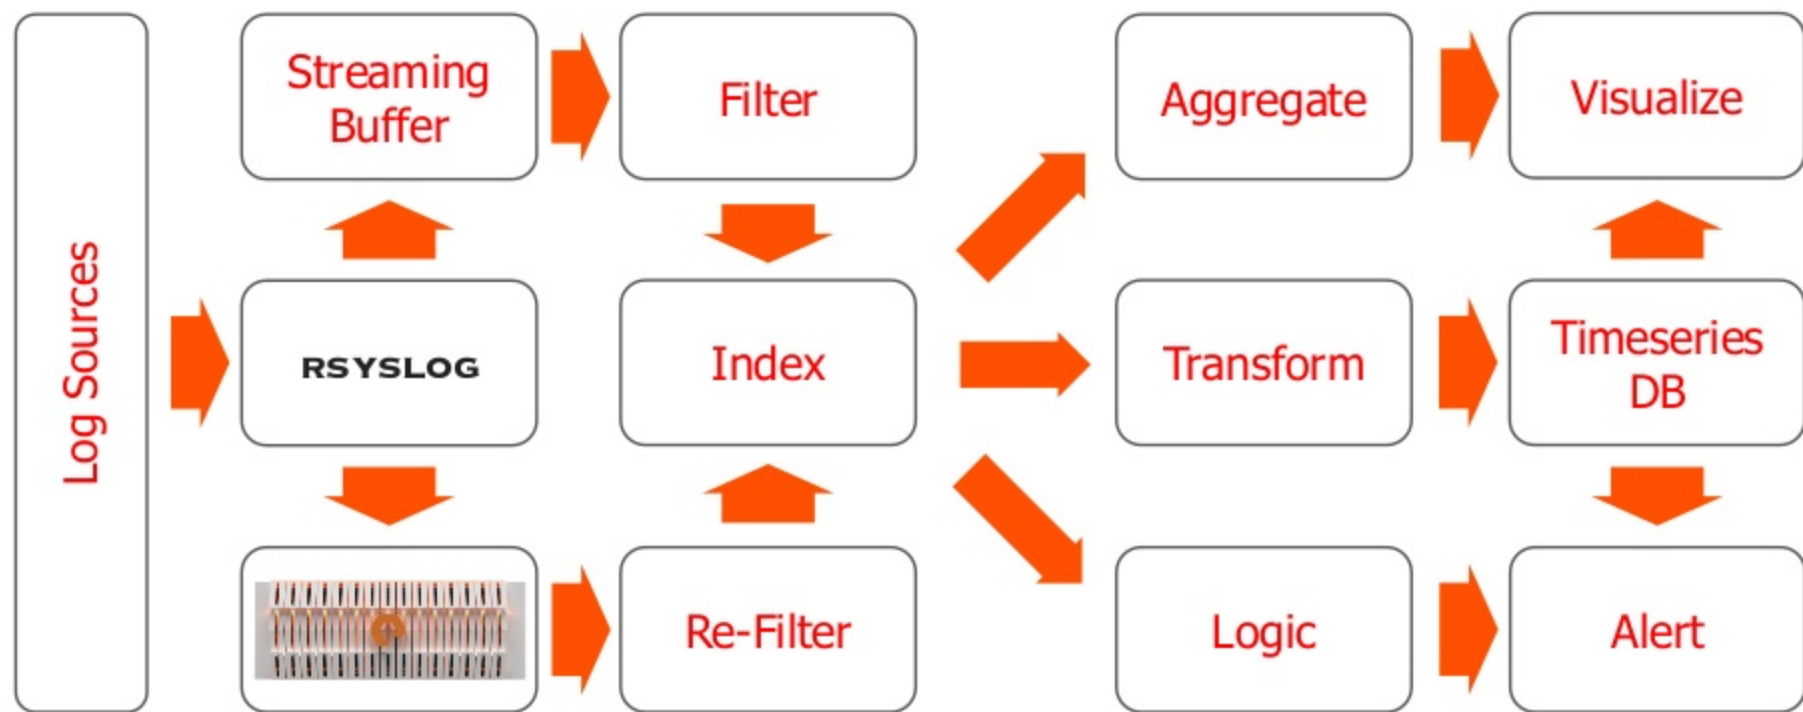 Log Sources
Streaming
Buffer
Filter
Aggregate
Visualize
RSYSLOG
Index
Transform
Timeseries
DB
Re-Filter
Logic
Alert